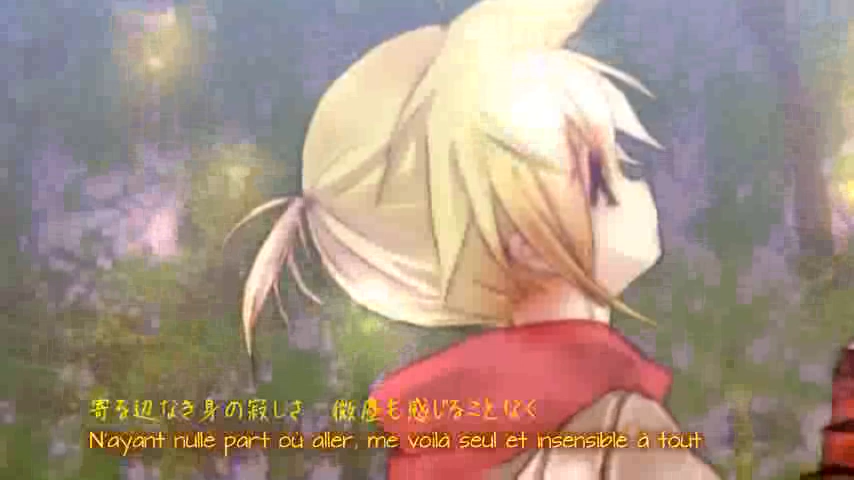 寄る辺なき身の寂しさ　微塵も感じることなく
N'ayant nulle part où aller, me voilà seul et insensible à tout